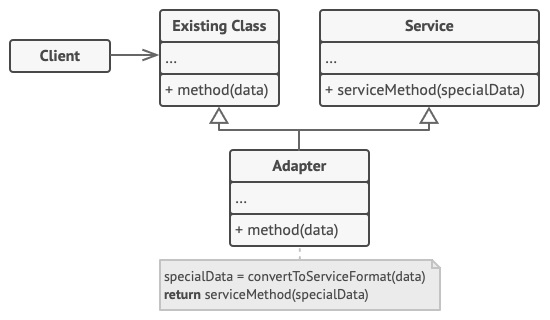 Client
Existing Class
...
+ method(data)
Service
...
+ serviceMethod(specialData)
Adapter
...
+ method(data)
specialData = convertToServiceFormat(data)
return serviceMethod(specialData)